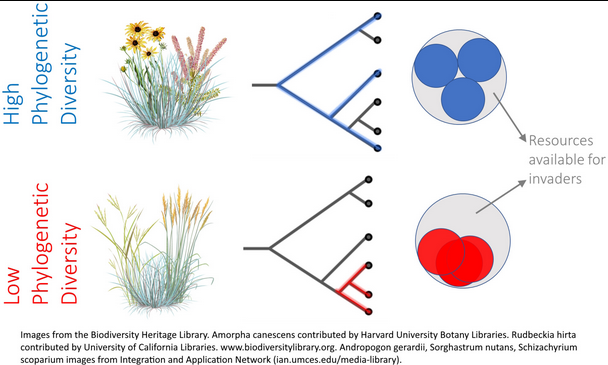 High
Phylogenetic
Diversity
Resources
available for
invaders
Low
Phylogenetic
Diversity
Images from the Biodiversity Heritage Library. Amorpha canescens contributed by Harvard University Botany Libraries. Rudbeckia hirta
contributed by University of California Libraries. www.biodiversitylibrary.org. Andropogon gerardii, Sorghastrum nutans, Schizachyrium
scoparium images from Integration and Application Network (ian.umces.edu/media-library).